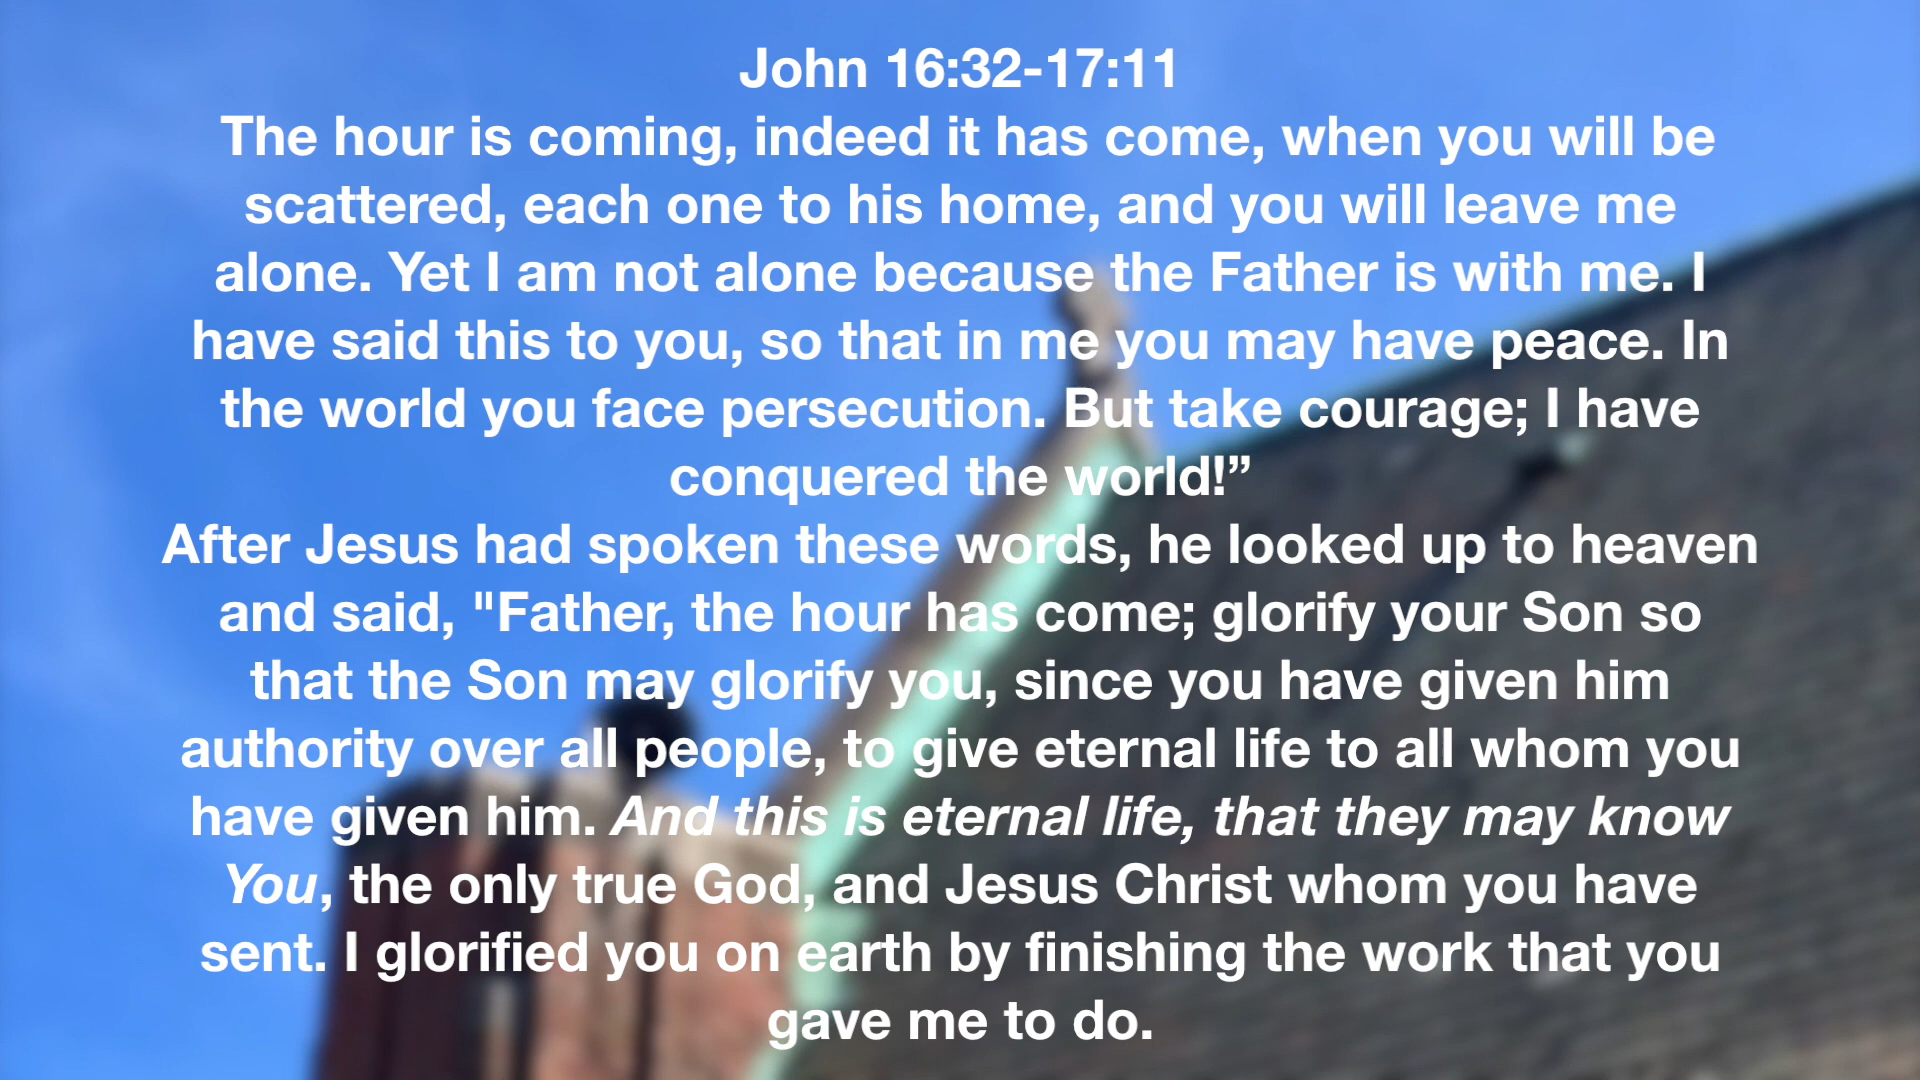 John 16:32-17:11
The hour is coming, indeed it has come, when you will be
scattered, each one to his home, and you will leave me
alone. Yet I am not alone because the Father is with me. I
have said this to you, so that in me you may have peace. In
the world you face persecution. But take courage; I have
conquered the world!”
After Jesus had spoken these words, he looked up to heaven
and said, "Father, the hour has come; glorify your Son so
that the Son may glorify you, since you have given him
authority over all people, to give eternal life to all whom you
have given him. And this is eternal life, that they may know
You, the only true God, and Jesus Christ whom you have
sent. I glorified you on earth by finishing the work that you
gave me to do.